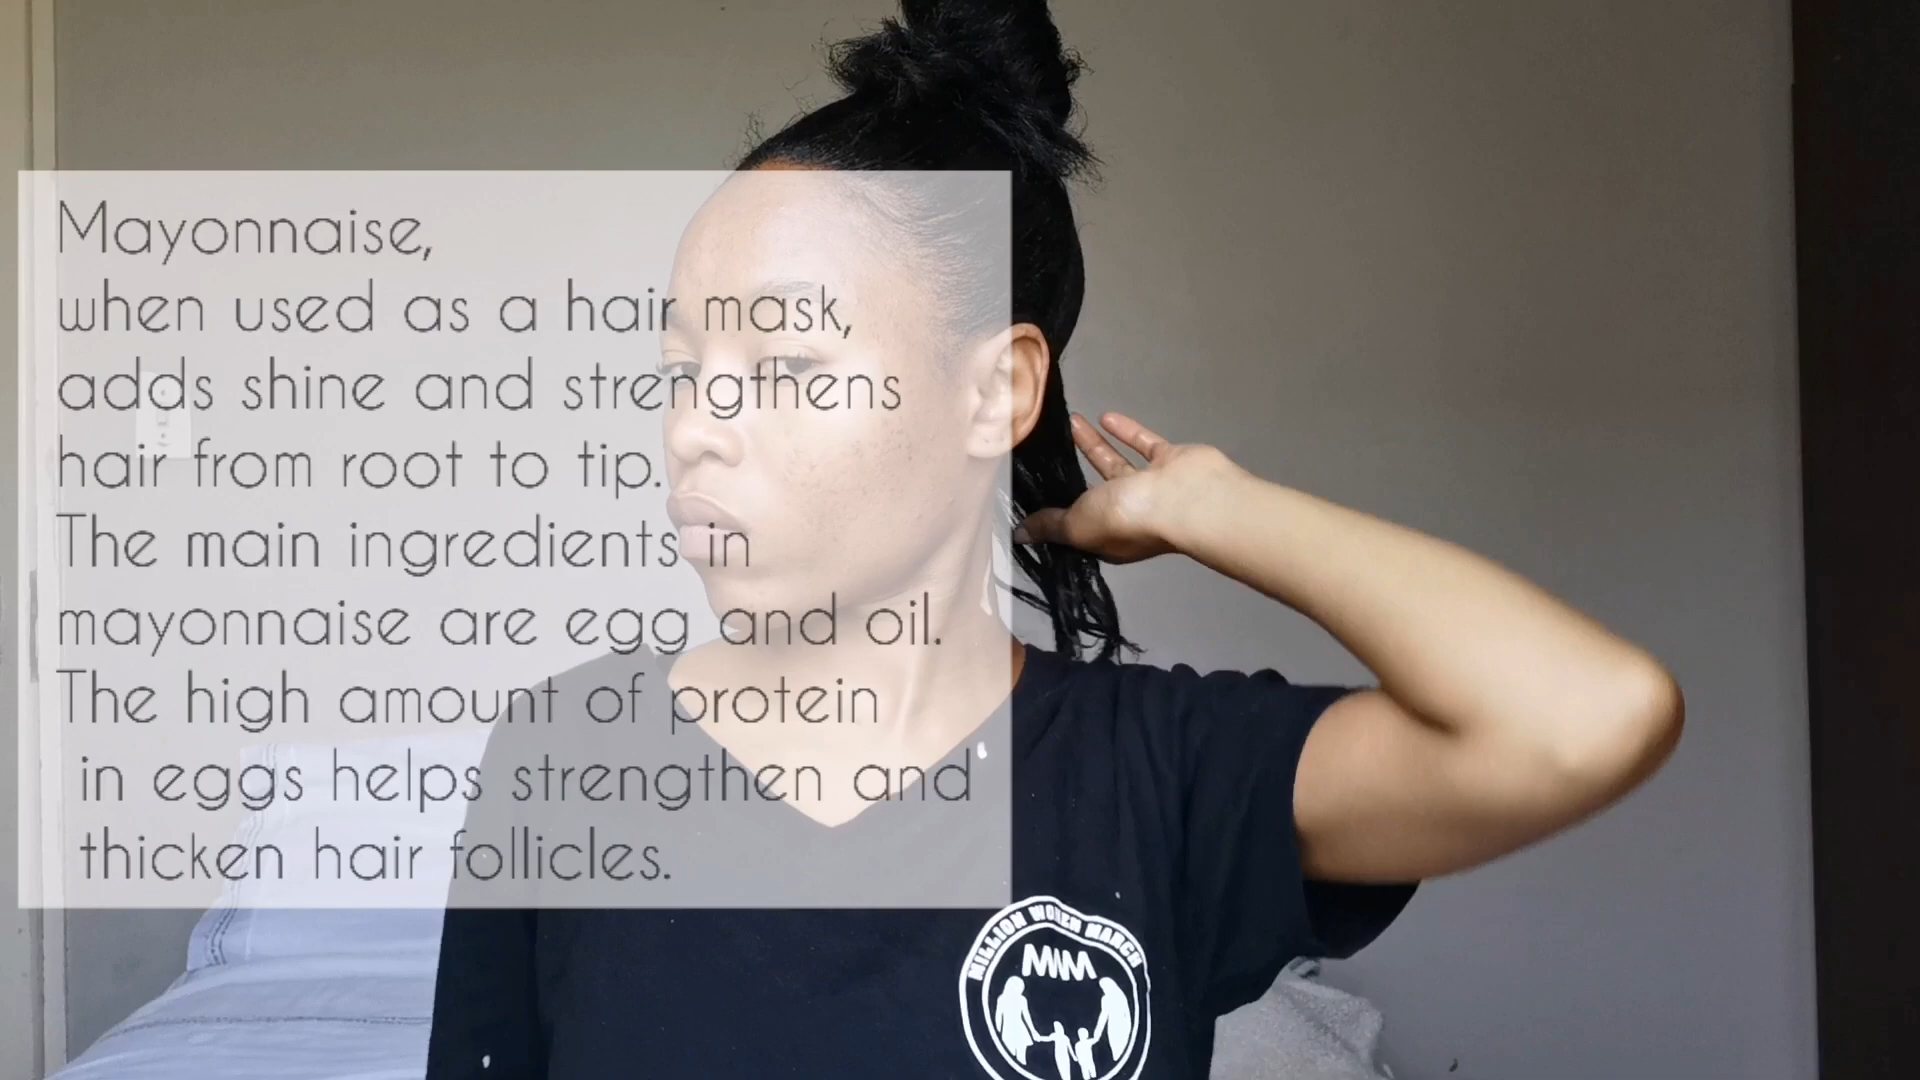 Mayonnaise,
when used as a hair mask,
adds shine and strengthens
hair from root to tip.
The main ingredients in
mayonnaise are egg and oil.
The high amount of protein
in eggs helps strengthen and
thicken hair follicles.
MILLION WOMEN MARCH
MWM